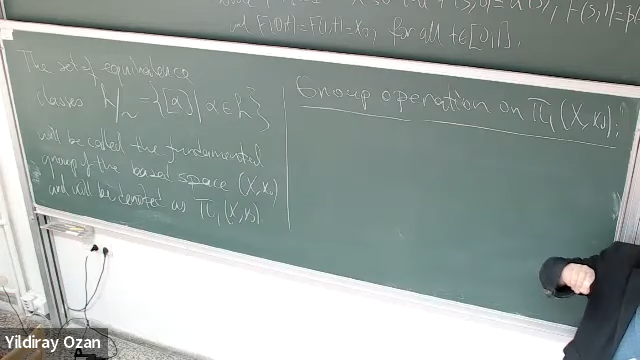 and F(0,t)=F(1,t)=x₀, for all t∈[0,1].
The set of equivalence
classes /~ = {[α] | α ∈ }
will be called the fundamental
group of the based space (X,x₀)
and will be denoted as π₁(X,x₀).
Group operation on π₁(X,x₀):
Yildiray Ozan